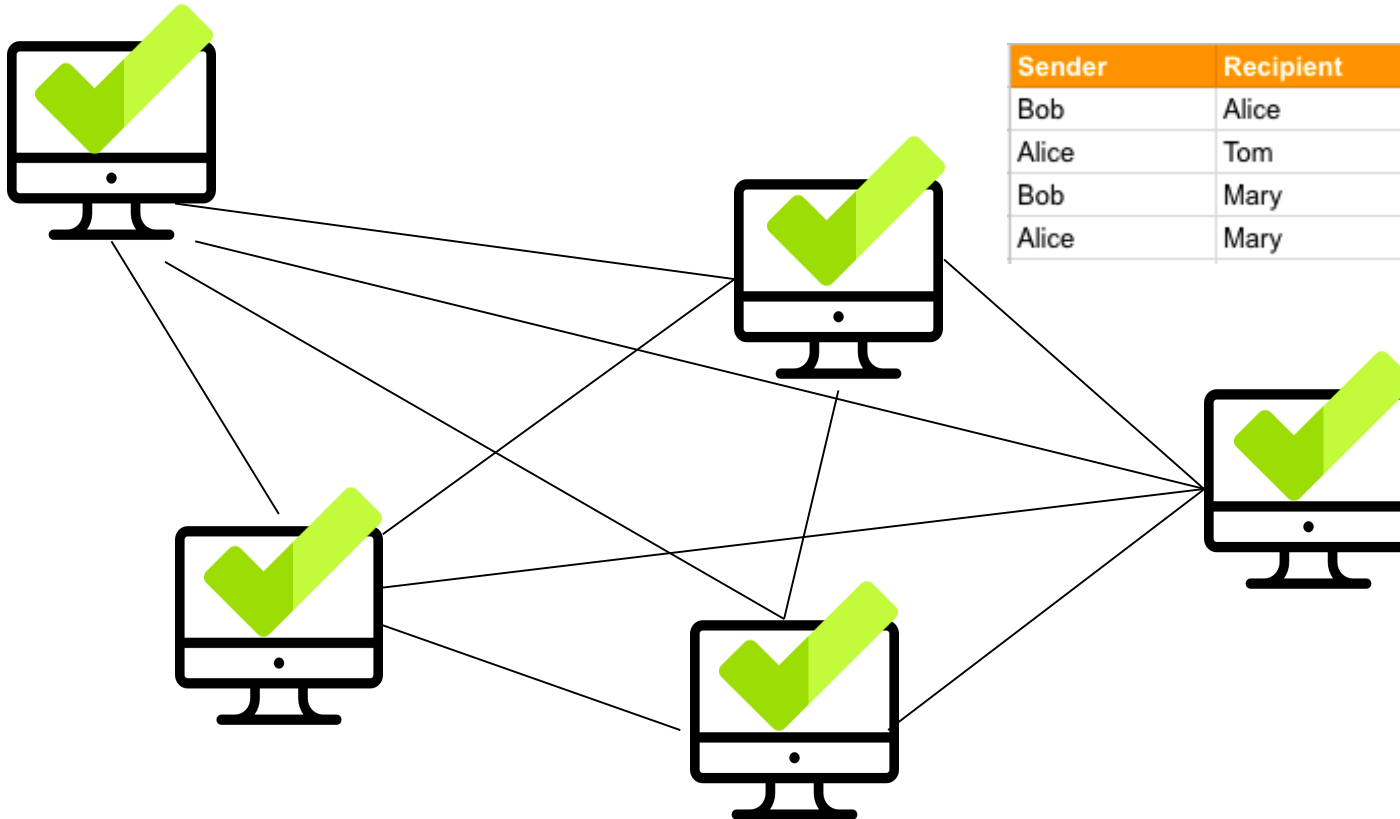 Sender Recipient
Bob Alice
Alice Tom
Bob Mary
Alice Mary